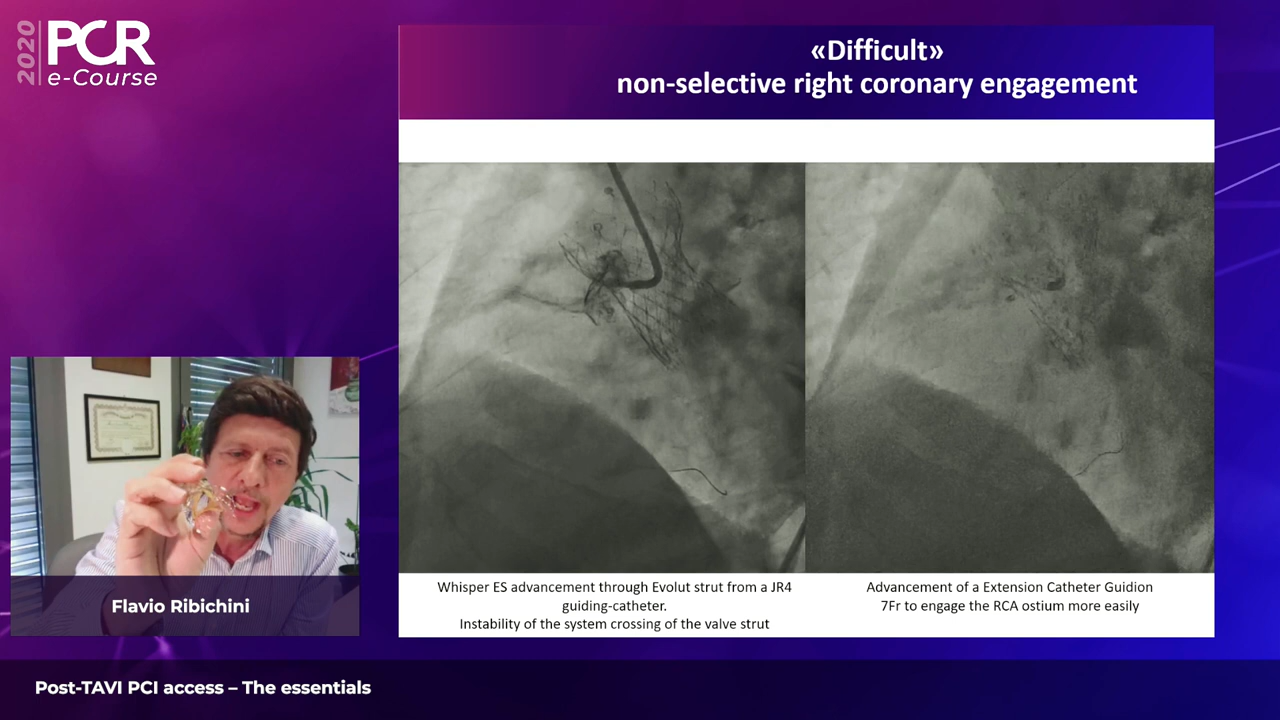 2020
PCR
e-Course
«Difficult»
non-selective right coronary engagement
Whisper ES advancement through Evolut strut from a JR4
guiding-catheter.
Instability of the system crossing of the valve strut
Advancement of a Extension Catheter Guidion
7Fr to engage the RCA ostium more easily
Flavio Ribichini
Post-TAVI PCI access – The essentials